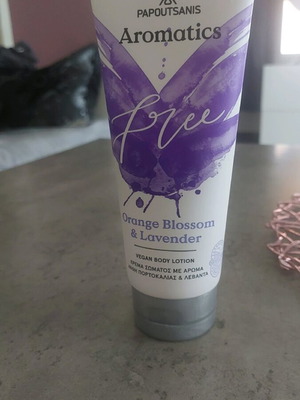 PAPOUTSANIS
Aromatics
free
Orange Blossom
& Lavender
VEGAN BODY LOTION
ΚΡΕΜΑ ΣΩΜΑΤΟΣ ΜΕ ΑΡΩΜΑ
ΑΝΘΗ ΠΟΡΤΟΚΑΛΙΑΣ & ΛΕΒΑΝΤΑ